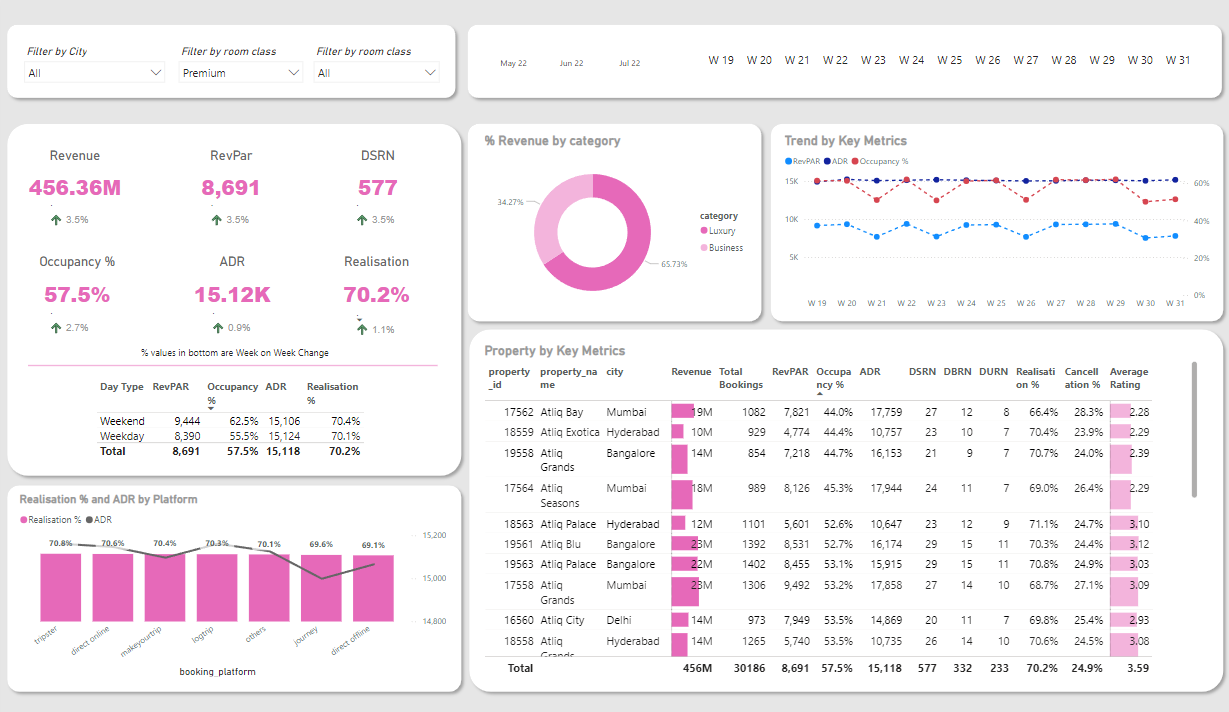 Filter by City
Filter by room class
Filter by room class
All
Premium
All
May 22 Jun 22 Jul 22
W 19 W 20 W 21 W 22 W 23 W 24 W 25 W 26 W 27 W 28 W 29 W 30 W 31
Revenue RevPar DSRN
456.36M 8,691 577
3.5% 3.5% 3.5%
Occupancy % ADR Realisation
57.5% 15.12K 70.2%
2.7% 0.9% 1.1%
% values in bottom are Week on Week Change
Day Type RevPAR Occupancy % ADR Realisation %
Weekend 9,444 62.5% 15,106 70.4%
Weekday 8,390 55.5% 15,124 70.1%
Total 8,691 57.5% 15,118 70.2%
Realisation % and ADR by Platform
Realisation % ADR
70.8% 70.6% 70.4% 70.3% 70.1% 69.6% 69.1%
15,200
15,000
14,800
tripster direct online makeyourtrip logtrip others journey direct offline
booking_platform
% Revenue by category
34.27%
65.73%
category
Luxury
Business
Trend by Key Metrics
RevPAR ADR Occupancy %
15K 60%
10K 40%
5K 20%
0%
W 19 W 20 W 21 W 22 W 23 W 24 W 25 W 26 W 27 W 28 W 29 W 30 W 31
Property by Key Metrics
property_id property_name city Revenue Total Bookings RevPAR Occupancy % ADR DSRN DBRN DURN Realisation % Cancellation % Average Rating
17562 Atliq Bay Mumbai 19M 1082 7,821 44.0% 17,759 27 12 8 66.4% 28.3% 2.28
18559 Atliq Exotica Hyderabad 10M 929 4,774 44.4% 10,757 23 10 7 70.4% 23.9% 2.29
19558 Atliq Grands Bangalore 14M 854 7,218 44.7% 16,153 21 9 7 70.7% 24.0% 2.39
17564 Atliq Seasons Mumbai 18M 989 8,126 45.3% 17,944 24 11 7 69.0% 26.4% 2.29
18563 Atliq Palace Hyderabad 12M 1101 5,601 52.6% 10,647 23 12 9 71.1% 24.7% 3.10
19561 Atliq Blu Bangalore 23M 1392 8,531 52.7% 16,174 29 15 11 70.3% 24.4% 3.12
19563 Atliq Palace Bangalore 22M 1402 8,455 53.1% 15,915 29 15 11 70.8% 24.9% 3.03
17558 Atliq Grands Mumbai 23M 1306 9,492 53.2% 17,858 27 14 10 68.7% 27.1% 3.09
16560 Atliq City Delhi 14M 973 7,949 53.5% 14,869 20 11 7 69.8% 25.4% 2.93
18558 Atliq Grands Hyderabad 14M 1265 5,740 53.5% 10,735 26 14 10 70.6% 24.5% 3.08
Total 456M 30186 8,691 57.5% 15,118 577 332 233 70.2% 24.9% 3.59